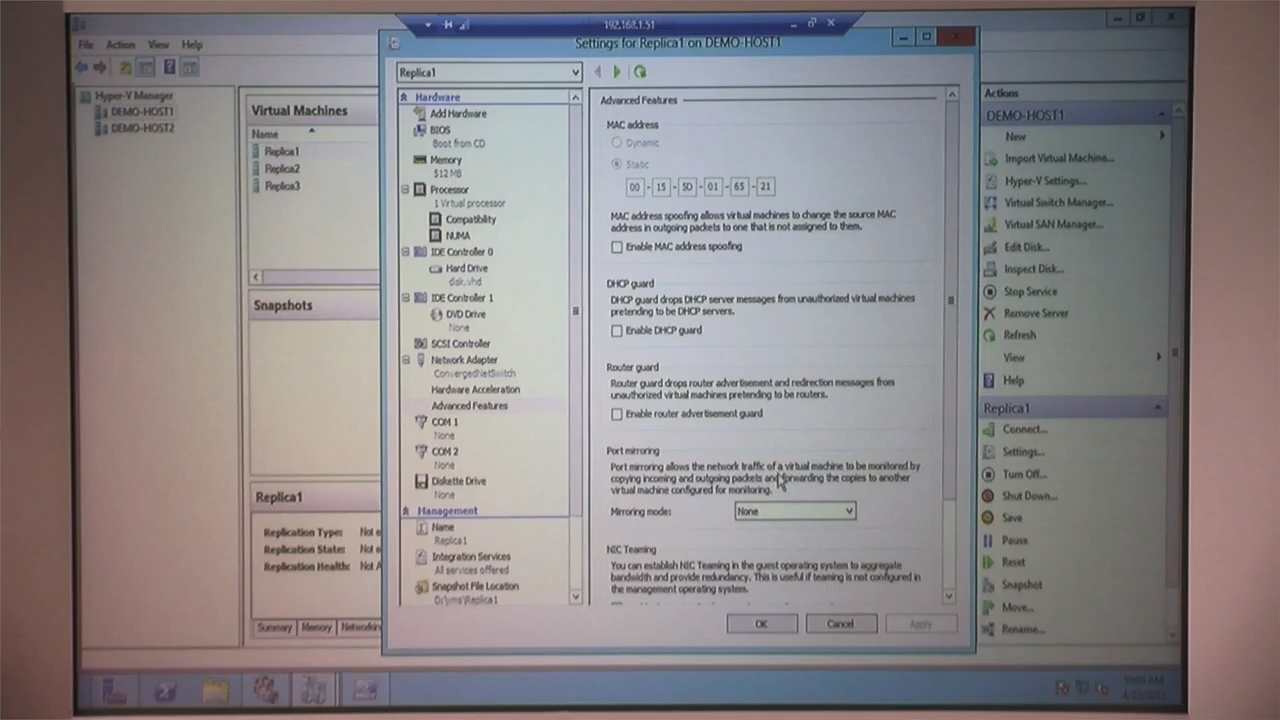 192.168.1.51
Settings for Replica1 on DEMO-HOST1
File Action View Help
Hyper-V Manager
DEMO-HOST1
DEMO-HOST2
Virtual Machines
Name
Replica1
Replica2
Replica3
Snapshots
Replica1
Replication Type: Not e
Replication State: Not e
Replication Health: Not A
Summary Memory Networking
Replica1
Hardware
Add Hardware
BIOS
Boot from CD
Memory
512 MB
Processor
1 Virtual processor
Compatibility
NUMA
IDE Controller 0
Hard Drive
disk.vhd
IDE Controller 1
DVD Drive
None
SCSI Controller
Network Adapter
ConvergedNetSwitch
Hardware Acceleration
Advanced Features
COM 1
None
COM 2
None
Diskette Drive
None
Management
Name
Replica1
Integration Services
All services offered
Snapshot File Location
Advanced Features
MAC address
Dynamic
Static
00 - 15 - 5D - 01 - 65 - 21
MAC address spoofing allows virtual machines to change the source MAC
address in outgoing packets to one that is not assigned to them.
Enable MAC address spoofing
DHCP guard
DHCP guard drops DHCP server messages from unauthorized virtual machines
pretending to be DHCP servers.
Enable DHCP guard
Router guard
Router guard drops router advertisement and redirection messages from
unauthorized virtual machines pretending to be routers.
Enable router advertisement guard
Port mirroring
Port mirroring allows the network traffic of a virtual machine to be monitored by
copying incoming and outgoing packets and forwarding the copies to another
virtual machine configured for monitoring.
Mirroring mode: None
NIC Teaming
You can establish NIC Teaming in the guest operating system to aggregate
bandwidth and provide redundancy. This is useful if teaming is not configured in
the management operating system.
OK Cancel Apply
Actions
DEMO-HOST1
New
Import Virtual Machine...
Hyper-V Settings...
Virtual Switch Manager...
Virtual SAN Manager...
Edit Disk...
Inspect Disk...
Stop Service
Remove Server
Refresh
View
Help
Replica1
Connect...
Settings...
Turn Off...
Shut Down...
Save
Pause
Reset
Snapshot
Move...
Rename...